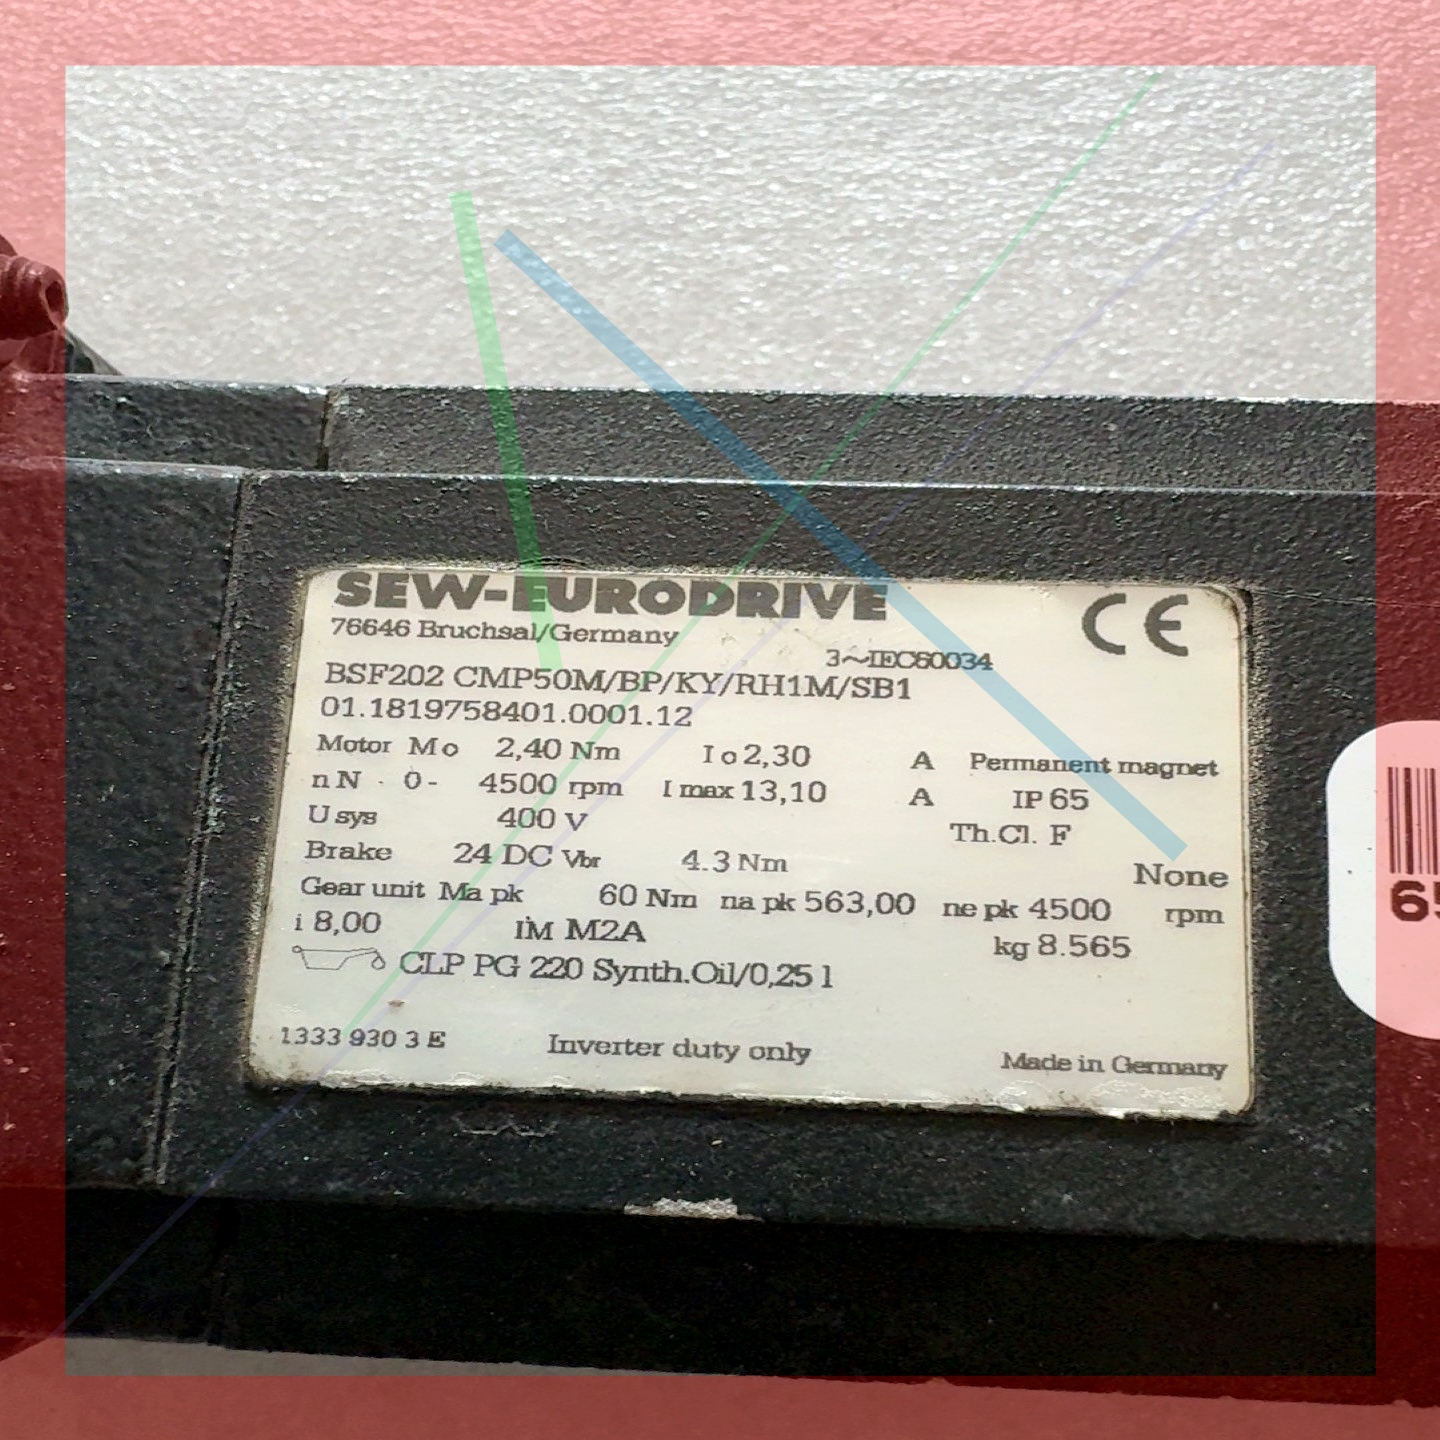 SEW-EURODRIVE
CE
76646 Bruchsal/Germany
3~IEC60034
BSF202 CMP50M/BP/KY/RH1M/SB1
01.1819758401.0001.12
Motor Mo 2,40 Nm Io 2,30 A Permanent magnet
nN 0- 4500 rpm Imax 13,10 A IP 65
Usys 400 V Th.Cl. F
Brake 24 DC Vbr 4.3 Nm None
Gear unit Ma pk 60 Nm na pk 563,00 ne pk 4500 rpm
i 8,00 IM M2A kg 8.565
CLP PG 220 Synth.Oil/0,25 l
1333 930 3 E Inverter duty only Made in Germany